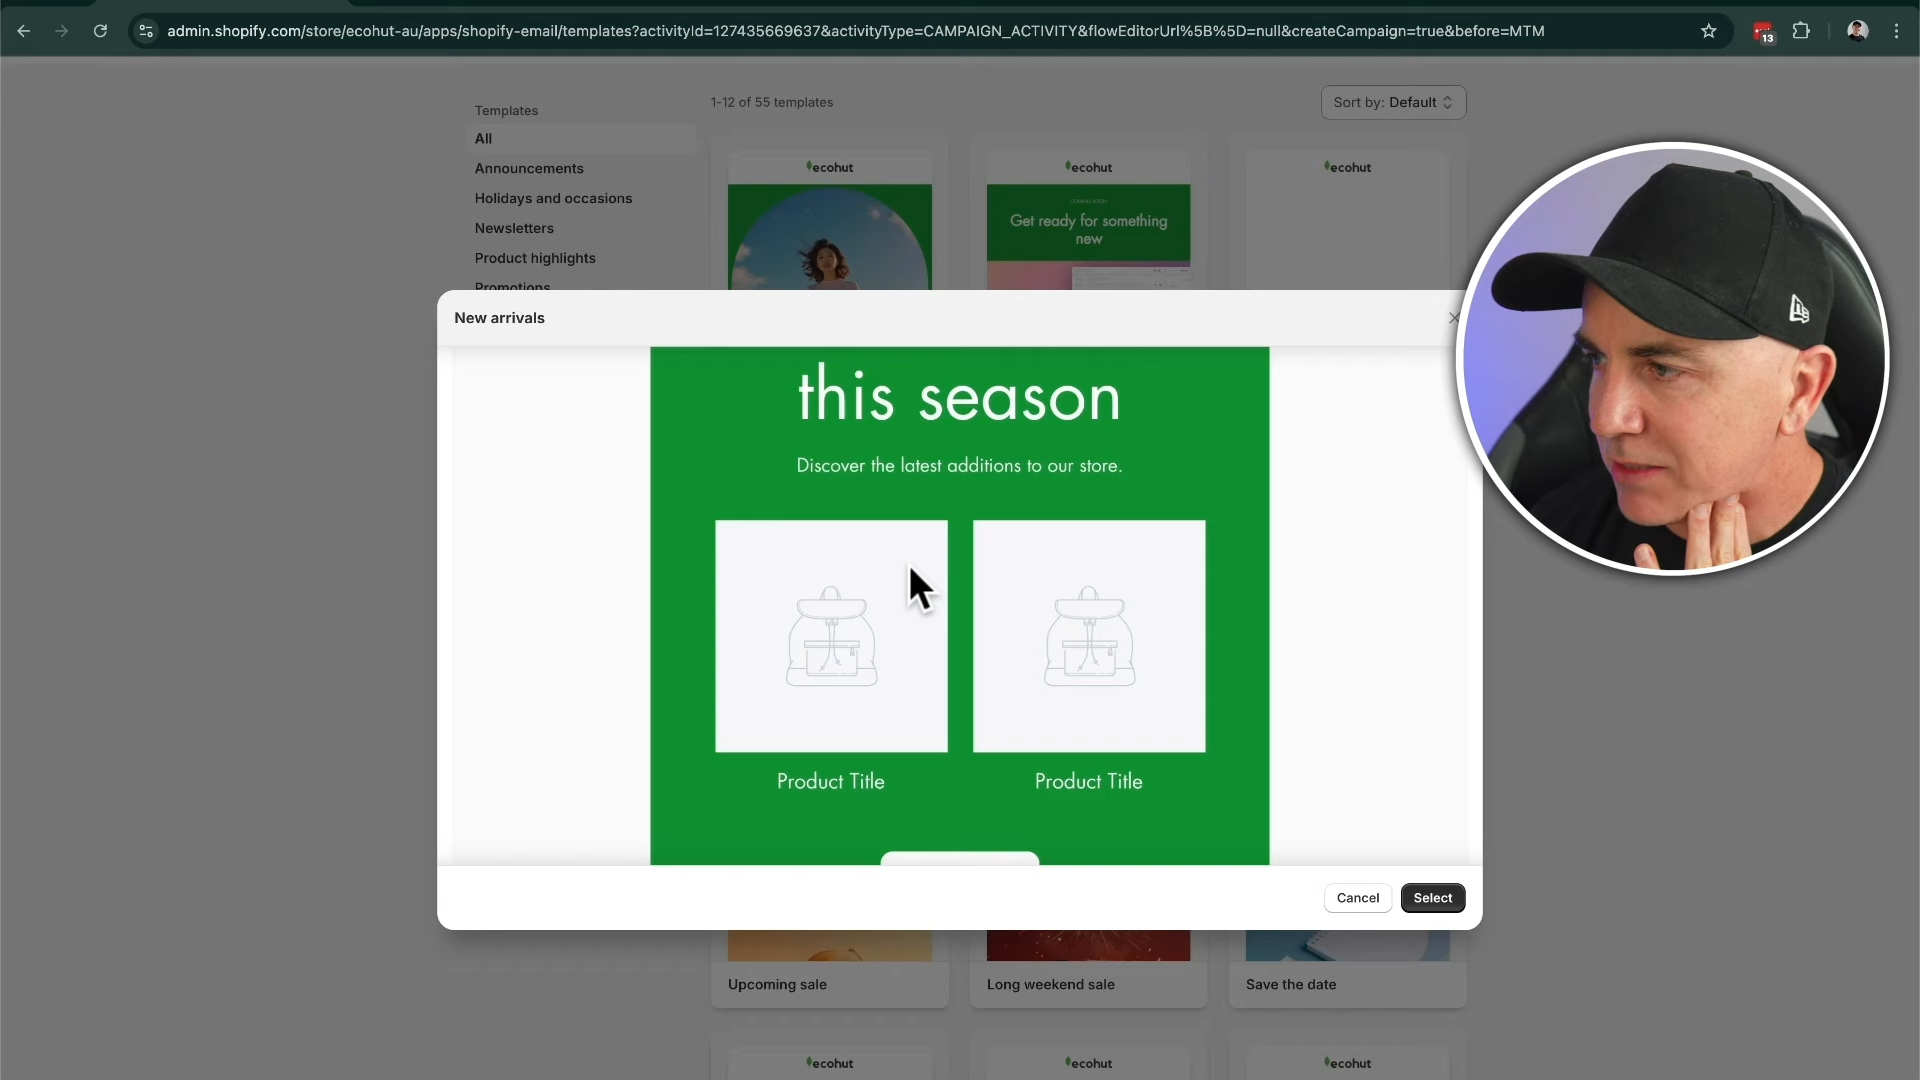 admin.shopify.com/store/ecohut-au/apps/shopify-email/templates?activityId=127435669637&activityType=CAMPAIGN_ACTIVITY&flowEditorUrl%5B%5D=null&createCampaign=true&before=MTM
13
Templates
1-12 of 55 templates
Sort by: Default
All
Announcements
Holidays and occasions
Newsletters
Product highlights
Promotions
ecohut
ecohut
COMING SOON
Get ready for something
new
ecohut
New arrivals
this season
Discover the latest additions to our store.
Product Title
Product Title
Cancel
Select
Upcoming sale
Long weekend sale
Save the date
ecohut
ecohut
ecohut